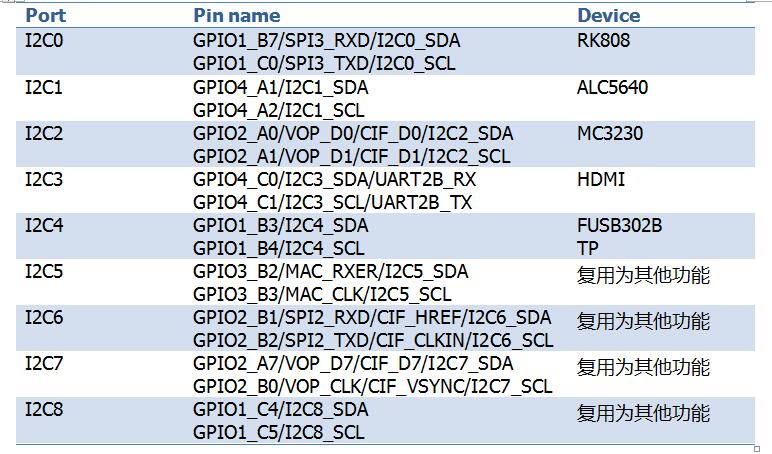 Port Pin name Device
I2C0 GPIO1_B7/SPI3_RXD/I2C0_SDA RK808
GPIO1_C0/SPI3_TXD/I2C0_SCL
I2C1 GPIO4_A1/I2C1_SDA ALC5640
GPIO4_A2/I2C1_SCL
I2C2 GPIO2_A0/VOP_D0/CIF_D0/I2C2_SDA MC3230
GPIO2_A1/VOP_D1/CIF_D1/I2C2_SCL
I2C3 GPIO4_C0/I2C3_SDA/UART2B_RX HDMI
GPIO4_C1/I2C3_SCL/UART2B_TX
I2C4 GPIO1_B3/I2C4_SDA FUSB302B
GPIO1_B4/I2C4_SCL TP
I2C5 GPIO3_B2/MAC_RXER/I2C5_SDA 复用为其他功能
GPIO3_B3/MAC_CLK/I2C5_SCL
I2C6 GPIO2_B1/SPI2_RXD/CIF_HREF/I2C6_SDA 复用为其他功能
GPIO2_B2/SPI2_TXD/CIF_CLKIN/I2C6_SCL
I2C7 GPIO2_A7/VOP_D7/CIF_D7/I2C7_SDA 复用为其他功能
GPIO2_B0/VOP_CLK/CIF_VSYNC/I2C7_SCL
I2C8 GPIO1_C4/I2C8_SDA 复用为其他功能
GPIO1_C5/I2C8_SCL